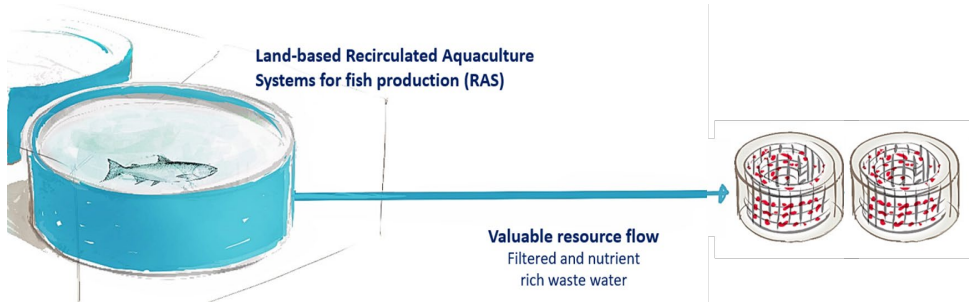 Land-based Recirculated Aquaculture
Systems for fish production (RAS)
Valuable resource flow
Filtered and nutrient
rich waste water